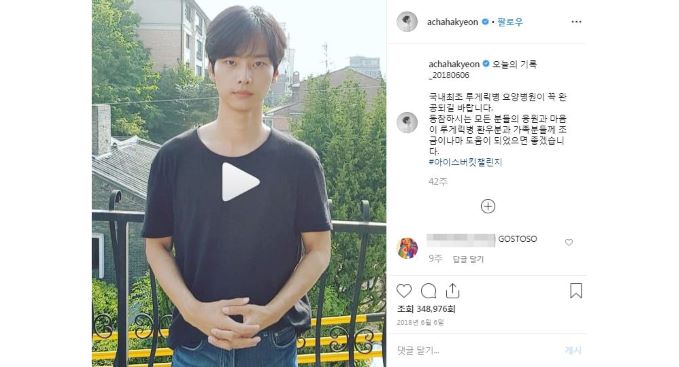 achahakyeon • 팔로우
achahakyeon 오늘의 기록
_20180606
국내최초 루게릭병 요양병원이 꼭 완
공되길 바랍니다.
동참하시는 모든 분들의 응원과 마음
이 루게릭병 환우분과 가족분들께 조
금이나마 도움이 되었으면 좋겠습니
다.
#아이스버킷챌린지
42주
GOSTOSO
9주 답글 달기
조회 348,976회
2018년 6월 6일
댓글 달기...
게시